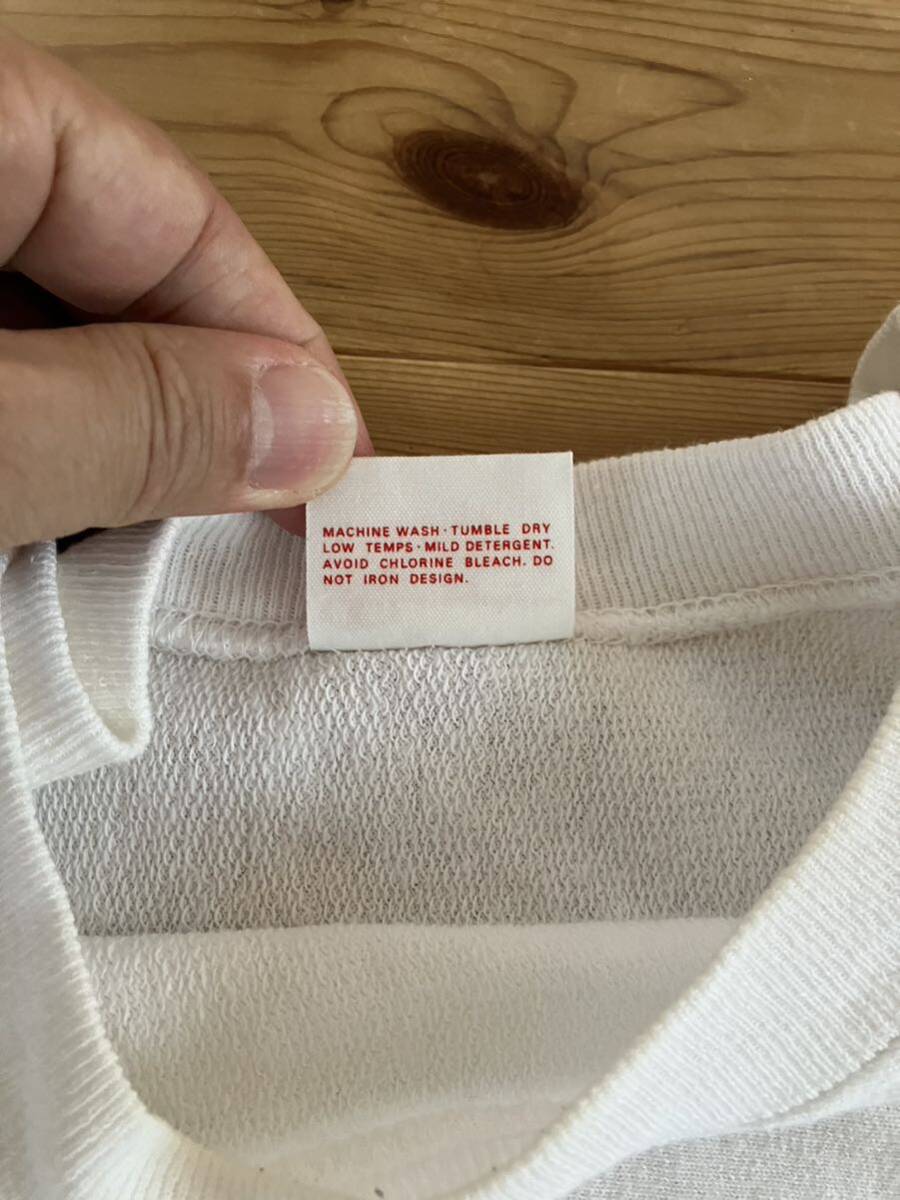 MACHINE WASH · TUMBLE DRY
LOW TEMPS · MILD DETERGENT.
AVOID CHLORINE BLEACH. DO
NOT IRON DESIGN.